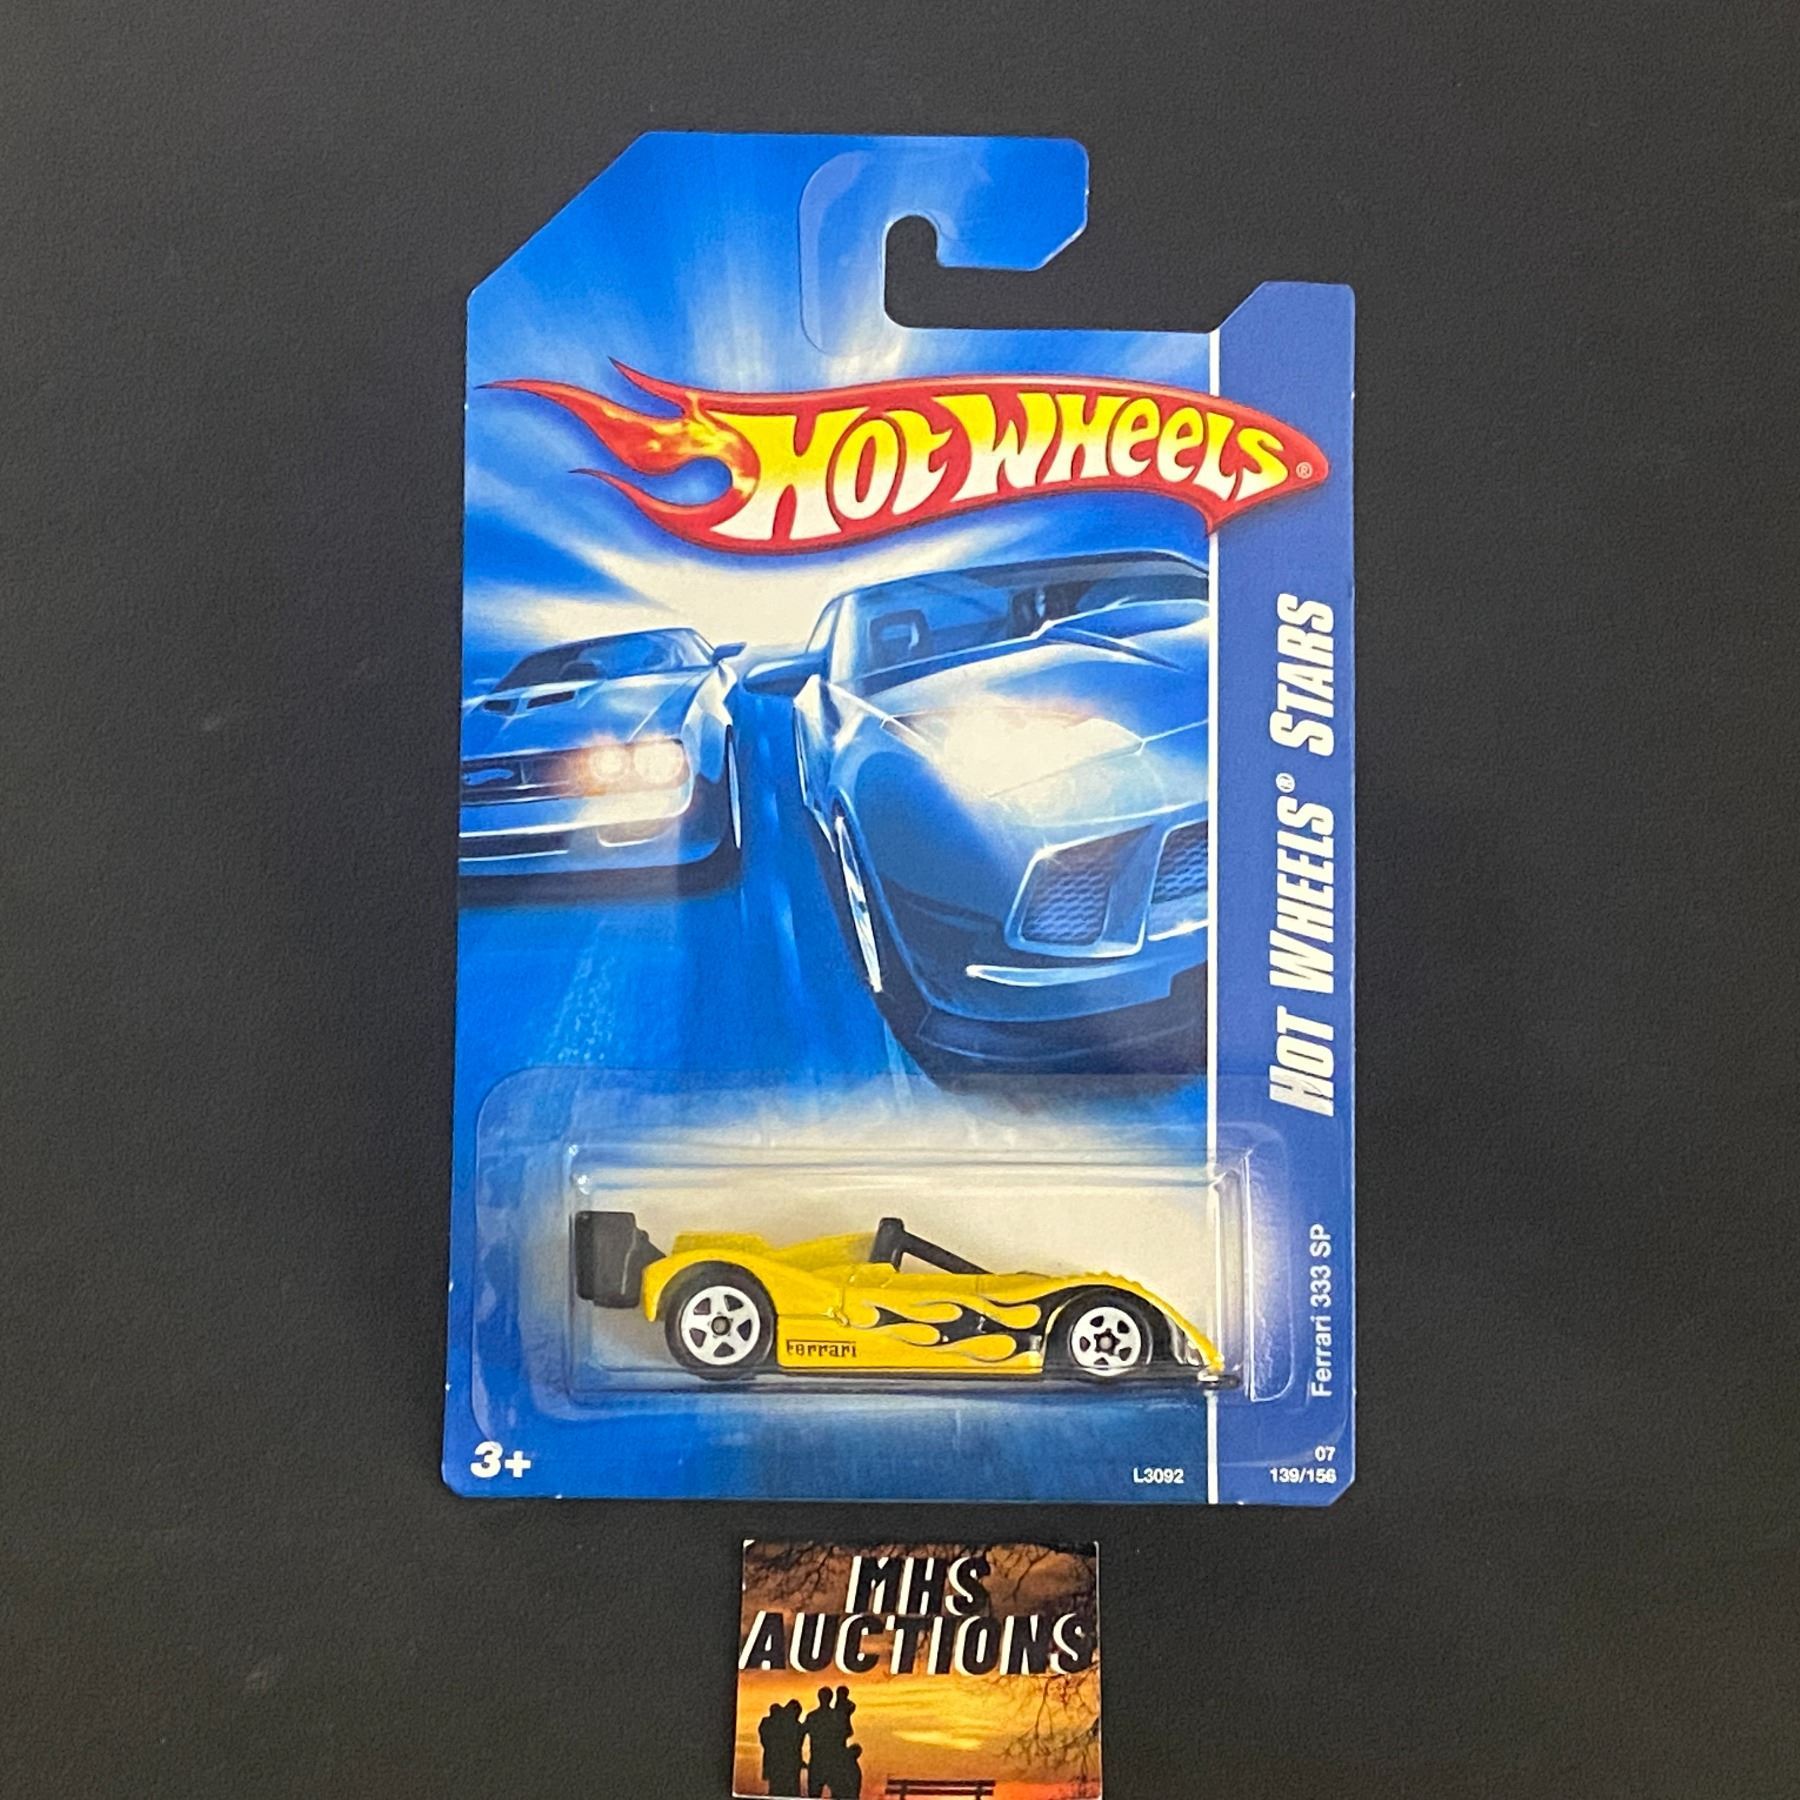 HOT WHEELS®
HOT WHEELS® STARS
Ferrari 333 SP
Ferrari
3+
L3092
07
139/156
MHS
AUCTIONS